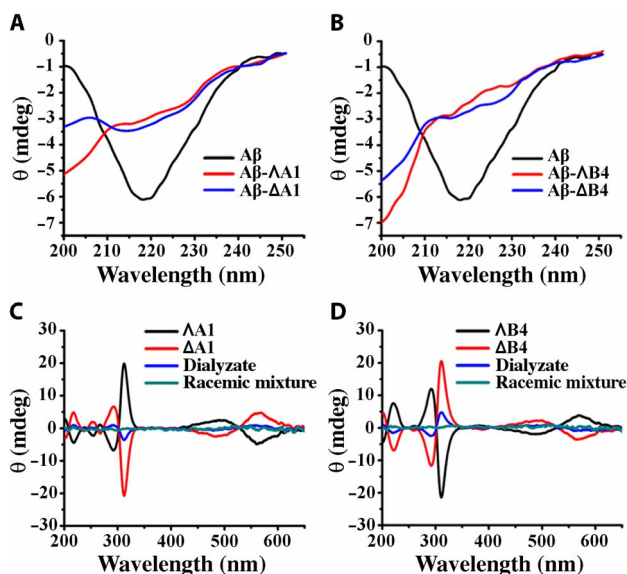 A
0
−1
−2
−3
−4
−5
−6
−7
θ (mdeg)
Aβ
Aβ-ΛA1
Aβ-ΔA1
200 210 220 230 240 250
Wavelength (nm)
B
0
−1
−2
−3
−4
−5
−6
−7
θ (mdeg)
Aβ
Aβ-ΛB4
Aβ-ΔB4
200 210 220 230 240 250
Wavelength (nm)
C
30
20
10
0
−10
−20
−30
θ (mdeg)
ΛA1
ΔA1
Dialyzate
Racemic mixture
200 300 400 500 600
Wavelength (nm)
D
30
20
10
0
−10
−20
−30
θ (mdeg)
ΛB4
ΔB4
Dialyzate
Racemic mixture
200 300 400 500 600
Wavelength (nm)